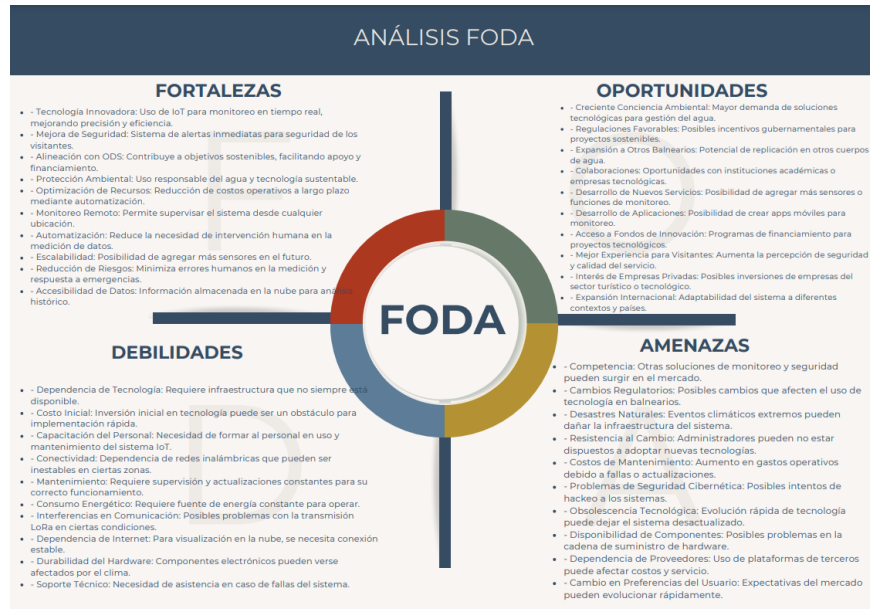 ANÁLISIS FODA
FORTALEZAS
- Tecnología Innovadora: Uso de IoT para monitoreo en tiempo real,
mejorando precisión y eficiencia.
- Mejora de Seguridad: Sistema de alertas inmediatas para seguridad de los
visitantes.
- Alineación con ODS: Contribuye a objetivos sostenibles, facilitando apoyo y
financiamiento.
- Protección Ambiental: Uso responsable del agua y tecnología sustentable.
- Optimización de Recursos: Reducción de costos operativos a largo plazo
mediante automatización.
- Monitoreo Remoto: Permite supervisar el sistema desde cualquier
ubicación.
- Automatización: Reduce la necesidad de intervención humana en la
medición de datos.
- Escalabilidad: Posibilidad de agregar más sensores en el futuro.
- Reducción de Riesgos: Minimiza errores humanos en la medición y
respuesta a emergencias.
- Accesibilidad de Datos: Información almacenada en la nube para análisis
histórico.
OPORTUNIDADES
- Creciente Conciencia Ambiental: Mayor demanda de soluciones
tecnológicas para gestión del agua.
- Regulaciones Favorables: Posibles incentivos gubernamentales para
proyectos sostenibles.
- Expansión a Otros Balnearios: Potencial de replicación en otros cuerpos
de agua.
- Colaboraciones: Oportunidades con instituciones académicas o
empresas tecnológicas.
- Desarrollo de Nuevos Servicios: Posibilidad de agregar más sensores o
funciones de monitoreo.
- Desarrollo de Aplicaciones: Posibilidad de crear apps móviles para
monitoreo.
- Acceso a Fondos de Innovación: Programas de financiamiento para
proyectos tecnológicos.
- Mejor Experiencia para Visitantes: Aumenta la percepción de seguridad
y calidad del servicio.
- Interés de Empresas Privadas: Posibles inversiones de empresas del
sector turístico o tecnológico.
- Expansión Internacional: Adaptabilidad del sistema a diferentes
contextos y países.
FODA
DEBILIDADES
- Dependencia de Tecnología: Requiere infraestructura que no siempre está
disponible.
- Costo Inicial: Inversión inicial en tecnología puede ser un obstáculo para
implementación rápida.
- Capacitación del Personal: Necesidad de formar al personal en uso y
mantenimiento del sistema IoT.
- Conectividad: Dependencia de redes inalámbricas que pueden ser
inestables en ciertas zonas.
- Mantenimiento: Requiere supervisión y actualizaciones constantes para su
correcto funcionamiento.
- Consumo Energético: Requiere fuente de energía constante para operar.
- Interferencias en Comunicación: Posibles problemas con la transmisión
LoRa en ciertas condiciones.
- Dependencia de Internet: Para visualización en la nube, se necesita conexión
estable.
- Durabilidad del Hardware: Componentes electrónicos pueden verse
afectados por el clima.
- Soporte Técnico: Necesidad de asistencia en caso de fallas del sistema.
AMENAZAS
- Competencia: Otras soluciones de monitoreo y seguridad
pueden surgir en el mercado.
- Cambios Regulatorios: Posibles cambios que afecten el uso de
tecnología en balnearios.
- Desastres Naturales: Eventos climáticos extremos pueden
dañar la infraestructura del sistema.
- Resistencia al Cambio: Administradores pueden no estar
dispuestos a adoptar nuevas tecnologías.
- Costos de Mantenimiento: Aumento en gastos operativos
debido a fallas o actualizaciones.
- Problemas de Seguridad Cibernética: Posibles intentos de
hackeo a los sistemas.
- Obsolescencia Tecnológica: Evolución rápida de tecnología
puede dejar el sistema desactualizado.
- Disponibilidad de Componentes: Posibles problemas en la
cadena de suministro de hardware.
- Dependencia de Proveedores: Uso de plataformas de terceros
puede afectar costos y servicio.
- Cambio en Preferencias del Usuario: Expectativas del mercado
pueden evolucionar rápidamente.
F
O
D
A